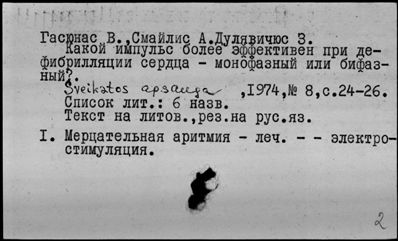 Гаснас В.,Смайлис А.Дулявичюс З.
Какой импульс более эффективен при де-
фибрилляции сердца - монофазный или бифаз-
ный?.
Sveikatos apsauga ,1974,№ 8,с.24-26.
Список лит.: 6 назв.
Текст на литов.,рез.на рус.яз.
I. Мерцательная аритмия - леч. - - электро-
стимуляция.
2